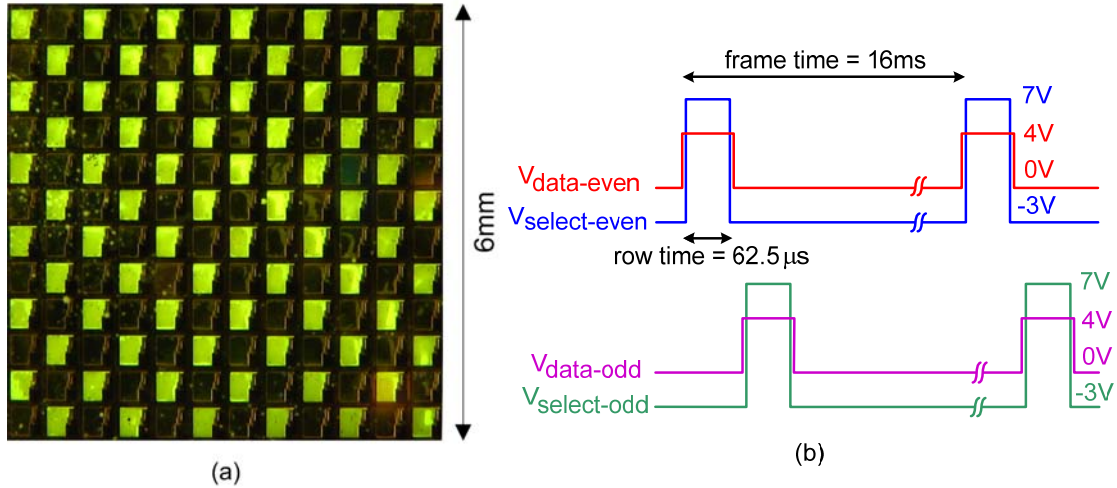 6mm
(a)
frame time = 16ms
7V
4V
0V
-3V
Vdata-even
Vselect-even
row time = 62.5μs
7V
4V
0V
-3V
Vdata-odd
Vselect-odd
(b)